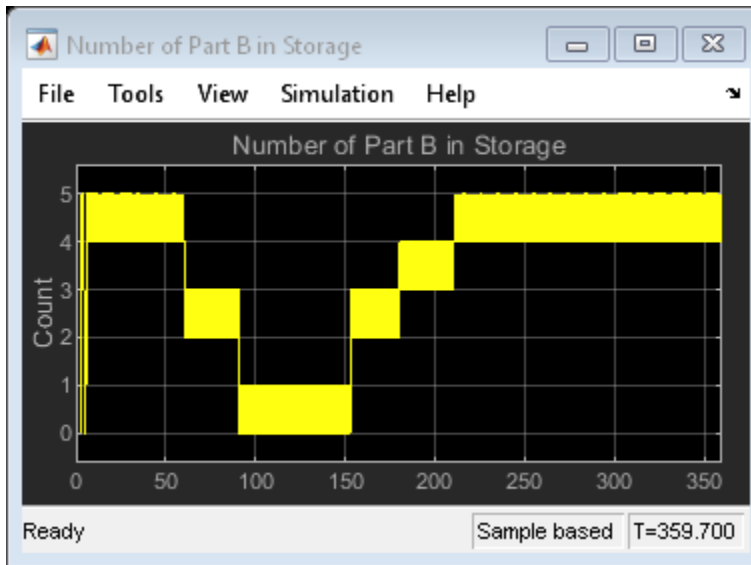 Number of Part B in Storage
File Tools View Simulation Help
Number of Part B in Storage
5
4
3
2
1
0
Count
0 50 100 150 200 250 300 350
Ready Sample based T=359.700